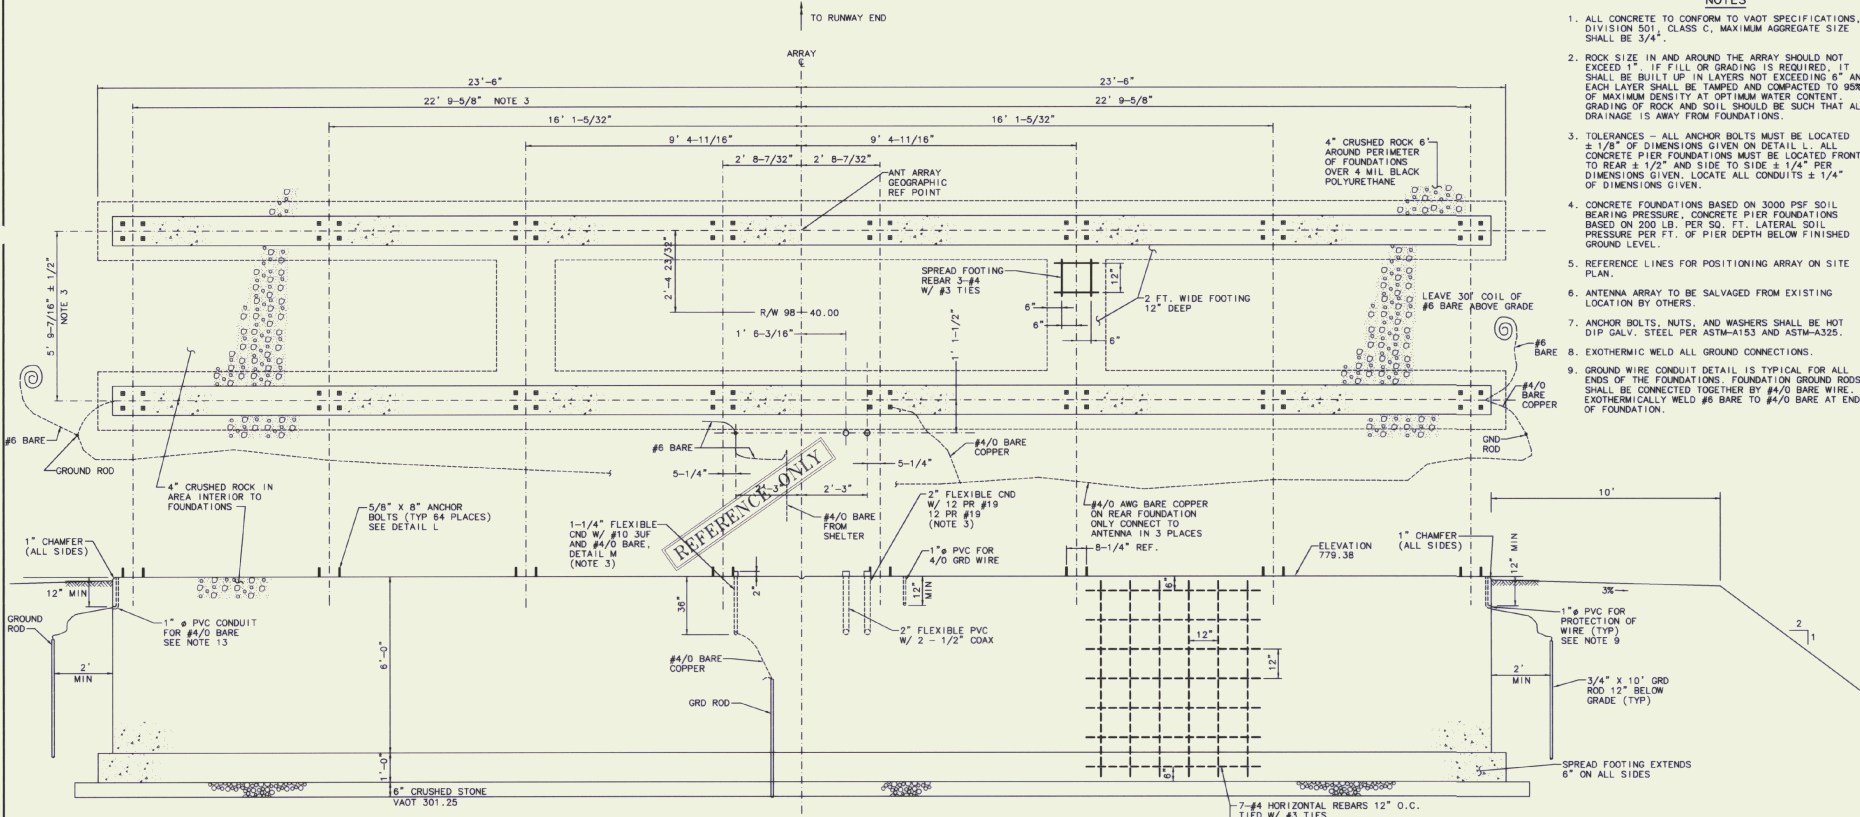 TO RUNWAY END
ARRAY
℄
23'-6"
23'-6"
22' 9-5/8" NOTE 3
22' 9-5/8"
16' 1-5/32"
16' 1-5/32"
9' 4-11/16"
9' 4-11/16"
2' 8-7/32"
2' 8-7/32"
ANT ARRAY
GEOGRAPHIC
REF POINT
4" CRUSHED ROCK 6'
AROUND PERIMETER
OF FOUNDATIONS
OVER 4 MIL BLACK
POLYURETHANE
5' 9-7/16" ± 1/2"
NOTE 3
2'-4 23/32"
SPREAD FOOTING
REBAR 3-#4
W/ #3 TIES
12"
6"
6"
6"
2 FT. WIDE FOOTING
12" DEEP
R/W 98+40.00
1' 6-3/16"
1' 1-1/2"
LEAVE 30' COIL OF
#6 BARE ABOVE GRADE
#6
BARE
#4/0
BARE
COPPER
GND
ROD
#6 BARE
GROUND ROD
#6 BARE
5-1/4"
5-1/4"
#4/0 BARE
COPPER
2'-3"
2'-3"
REFERENCE ONLY
4" CRUSHED ROCK IN
AREA INTERIOR TO
FOUNDATIONS
5/8" X 8" ANCHOR
BOLTS (TYP 64 PLACES)
SEE DETAIL L
1-1/4" FLEXIBLE
CND W/ #10 3UF
AND #4/0 BARE,
DETAIL M
(NOTE 3)
#4/0 BARE
FROM
SHELTER
2" FLEXIBLE CND
W/ 12 PR #19
12 PR #19
(NOTE 3)
#4/0 AWG BARE COPPER
ON REAR FOUNDATION
ONLY CONNECT TO
ANTENNA IN 3 PLACES
8-1/4" REF.
1"ø PVC FOR
4/0 GRD WIRE
ELEVATION
779.38
1" CHAMFER
(ALL SIDES)
1" CHAMFER
(ALL SIDES)
10'
12" MIN
12" MIN
3%
2
1
12" MIN
GROUND
ROD
1" ø PVC CONDUIT
FOR #4/0 BARE
SEE NOTE 13
2'
MIN
6'-0"
1'-0"
36"
2"
2" FLEXIBLE PVC
W/ 2 - 1/2" COAX
#4/0 BARE
COPPER
GRD ROD
6"
12"
12"
6"
1"ø PVC FOR
PROTECTION OF
WIRE (TYP)
SEE NOTE 9
2'
MIN
3/4" X 10' GRD
ROD 12" BELOW
GRADE (TYP)
SPREAD FOOTING EXTENDS
6" ON ALL SIDES
6" CRUSHED STONE
VAOT 301.25
7-#4 HORIZONTAL REBARS 12" O.C.
TIED W/ #3 TIES
NOTES
1. ALL CONCRETE TO CONFORM TO VAOT SPECIFICATIONS,
DIVISION 501, CLASS C, MAXIMUM AGGREGATE SIZE
SHALL BE 3/4".
2. ROCK SIZE IN AND AROUND THE ARRAY SHOULD NOT
EXCEED 1". IF FILL OR GRADING IS REQUIRED, IT
SHALL BE BUILT UP IN LAYERS NOT EXCEEDING 6" AN
EACH LAYER SHALL BE TAMPED AND COMPACTED TO 95%
OF MAXIMUM DENSITY AT OPTIMUM WATER CONTENT.
GRADING OF ROCK AND SOIL SHOULD BE SUCH THAT AL
DRAINAGE IS AWAY FROM FOUNDATIONS.
3. TOLERANCES – ALL ANCHOR BOLTS MUST BE LOCATED
± 1/8" OF DIMENSIONS GIVEN ON DETAIL L. ALL
CONCRETE PIER FOUNDATIONS MUST BE LOCATED FRONT
TO REAR ± 1/2" AND SIDE TO SIDE ± 1/4" PER
DIMENSIONS GIVEN. LOCATE ALL CONDUITS ± 1/4"
OF DIMENSIONS GIVEN.
4. CONCRETE FOUNDATIONS BASED ON 3000 PSF SOIL
BEARING PRESSURE, CONCRETE PIER FOUNDATIONS
BASED ON 200 LB. PER SQ. FT. LATERAL SOIL
PRESSURE PER FT. OF PIER DEPTH BELOW FINISHED
GROUND LEVEL.
5. REFERENCE LINES FOR POSITIONING ARRAY ON SITE
PLAN.
6. ANTENNA ARRAY TO BE SALVAGED FROM EXISTING
LOCATION BY OTHERS.
7. ANCHOR BOLTS, NUTS, AND WASHERS SHALL BE HOT
DIP GALV. STEEL PER ASTM-A153 AND ASTM-A325.
8. EXOTHERMIC WELD ALL GROUND CONNECTIONS.
9. GROUND WIRE CONDUIT DETAIL IS TYPICAL FOR ALL
ENDS OF THE FOUNDATIONS. FOUNDATION GROUND RODS
SHALL BE CONNECTED TOGETHER BY #4/0 BARE WIRE.
EXOTHERMICALLY WELD #6 BARE TO #4/0 BARE AT END
OF FOUNDATION.